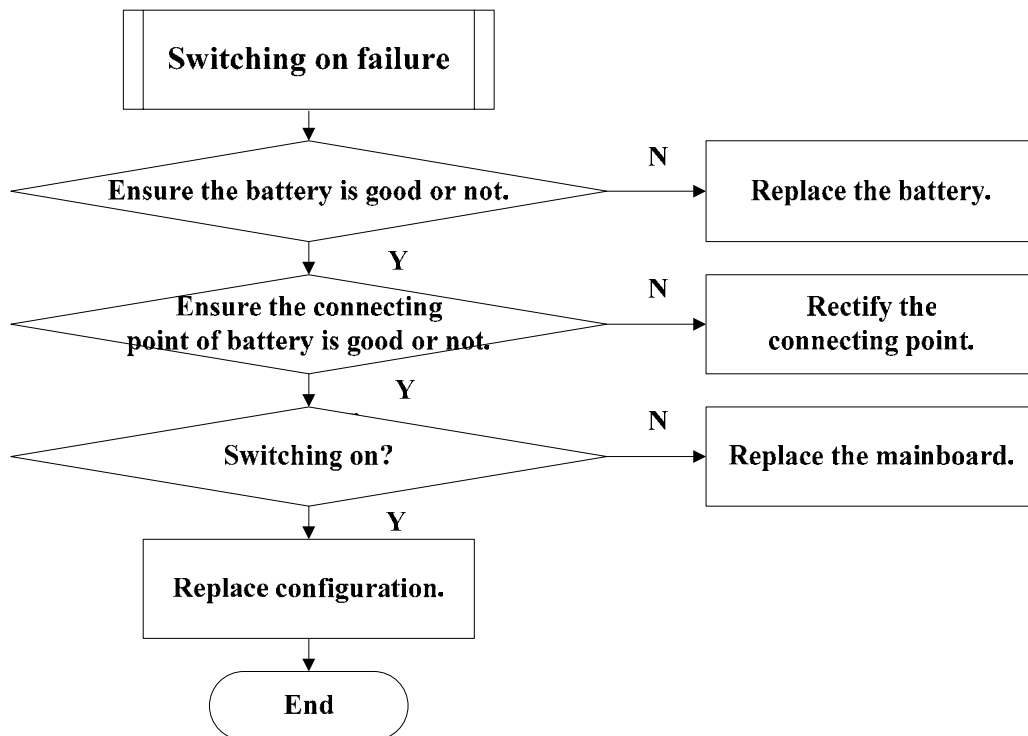 Switching on failure
N
Ensure the battery is good or not.
Replace the battery.
Y
N
Ensure the connecting
point of battery is good or not.
Rectify the
connecting point.
Y
N
Switching on?
Replace the mainboard.
Y
Replace configuration.
End